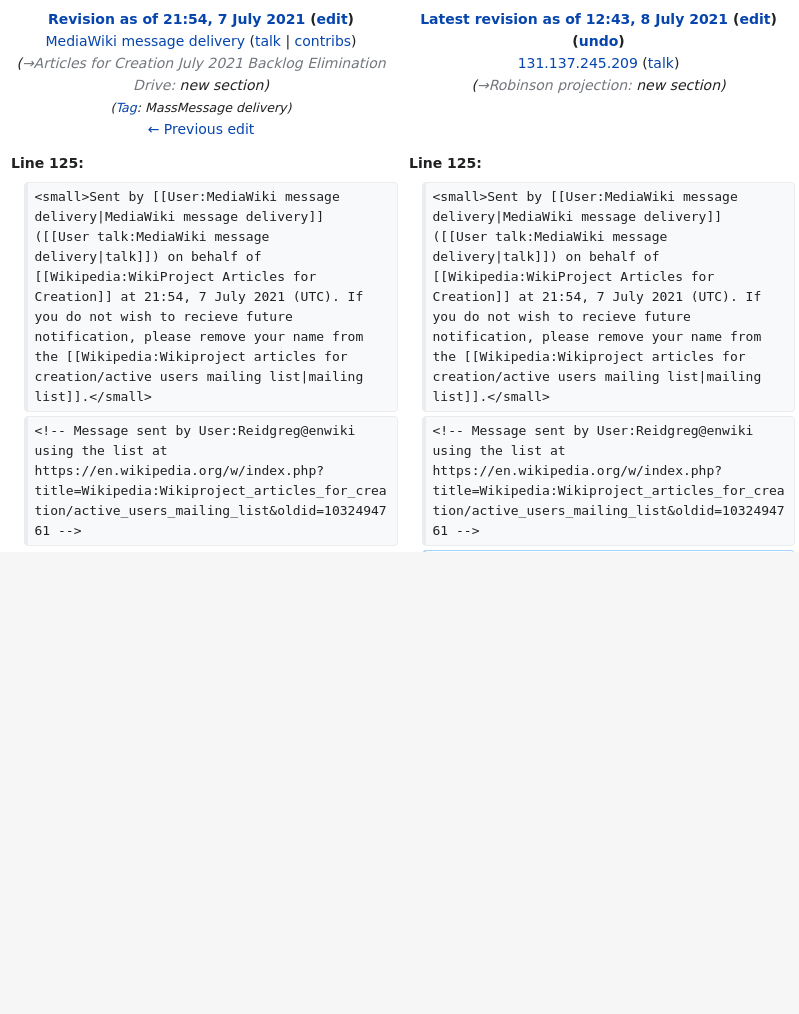 Revision as of 21:54, 7 July 2021 (edit)
MediaWiki message delivery (talk | contribs)
(→Articles for Creation July 2021 Backlog Elimination
Drive: new section)
(Tag: MassMessage delivery)
← Previous edit
Latest revision as of 12:43, 8 July 2021 (edit)
(undo)
131.137.245.209 (talk)
(→Robinson projection: new section)
Line 125:
<small>Sent by [[User:MediaWiki message
delivery|MediaWiki message delivery]]
([[User talk:MediaWiki message
delivery|talk]]) on behalf of
[[Wikipedia:WikiProject Articles for
Creation]] at 21:54, 7 July 2021 (UTC). If
you do not wish to recieve future
notification, please remove your name from
the [[Wikipedia:Wikiproject articles for
creation/active users mailing list|mailing
list]].</small>
<!-- Message sent by User:Reidgreg@enwiki
using the list at
https://en.wikipedia.org/w/index.php?
title=Wikipedia:Wikiproject_articles_for_crea
tion/active_users_mailing_list&oldid=10324947
61 -->
Line 125:
<small>Sent by [[User:MediaWiki message
delivery|MediaWiki message delivery]]
([[User talk:MediaWiki message
delivery|talk]]) on behalf of
[[Wikipedia:WikiProject Articles for
Creation]] at 21:54, 7 July 2021 (UTC). If
you do not wish to recieve future
notification, please remove your name from
the [[Wikipedia:Wikiproject articles for
creation/active users mailing list|mailing
list]].</small>
<!-- Message sent by User:Reidgreg@enwiki
using the list at
https://en.wikipedia.org/w/index.php?
title=Wikipedia:Wikiproject_articles_for_crea
tion/active_users_mailing_list&oldid=10324947
61 -->